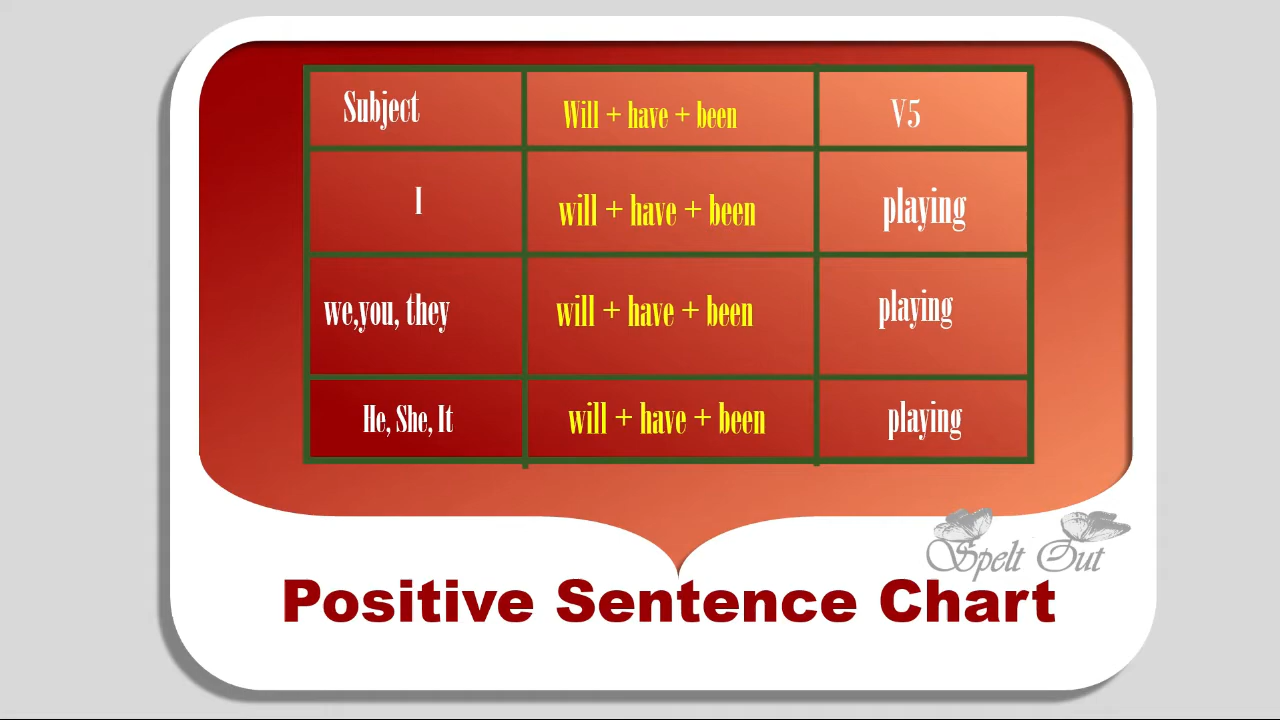 Subject Will + have + been V5
I will + have + been playing
we,you, they will + have + been playing
He, She, It will + have + been playing
Spelt Out
Positive Sentence Chart